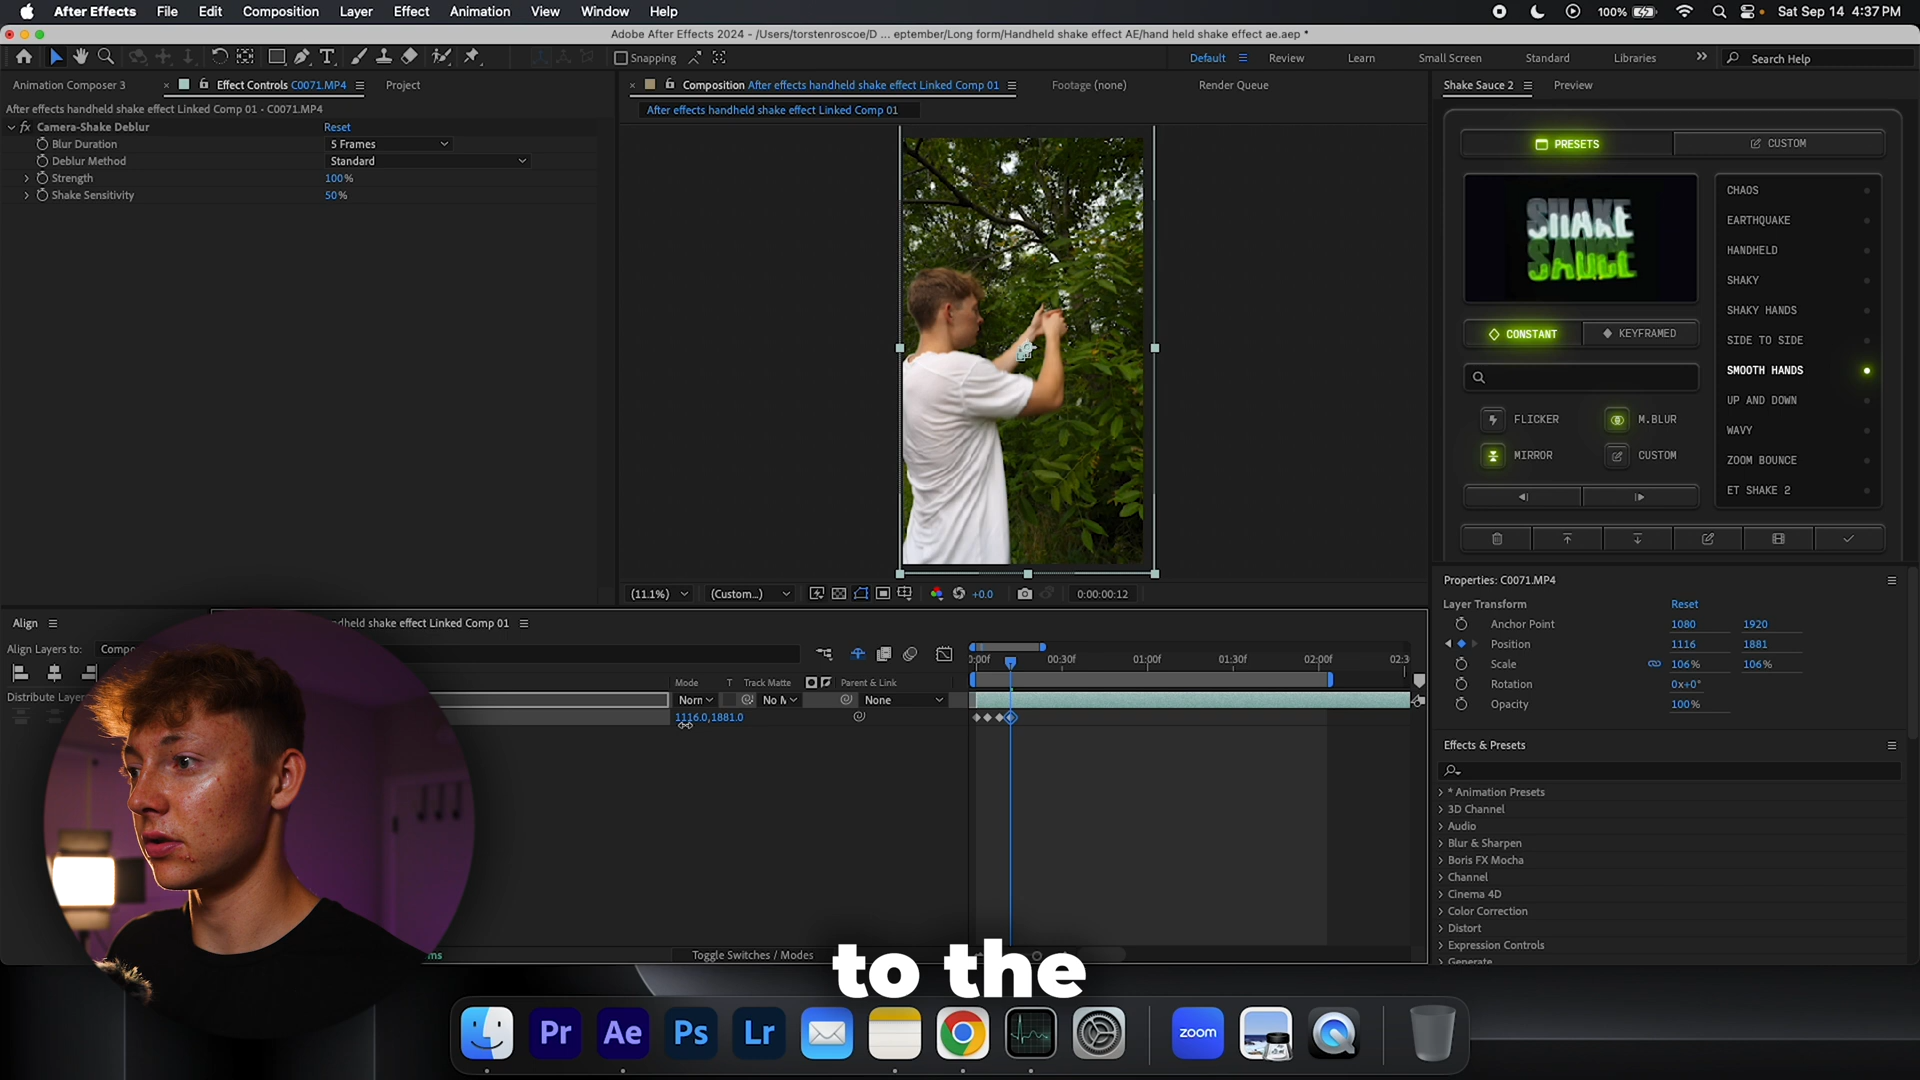 After Effects File Edit Composition Layer Effect Animation View Window Help 100% Sat Sep 14 4:37 PM
Adobe After Effects 2024 - /Users/torstenroscoe/D ... eptember/Long form/Handheld shake effect AE/hand held shake effect ae.aep *
Snapping Default Review Learn Small Screen Standard Libraries Search Help
Animation Composer 3 Effect Controls C0071.MP4 Project Composition After effects handheld shake effect Linked Comp 01 Footage (none) Render Queue Shake Sauce 2 Preview
After effects handheld shake effect Linked Comp 01 • C0071.MP4 After effects handheld shake effect Linked Comp 01
fx Camera-Shake Deblur Reset
Blur Duration 5 Frames
Deblur Method Standard
Strength 100%
Shake Sensitivity 50%
PRESETS CUSTOM
SHAKE
SAUCE
CONSTANT KEYFRAMED
FLICKER M.BLUR
MIRROR CUSTOM
CHAOS
EARTHQUAKE
HANDHELD
SHAKY
SHAKY HANDS
SIDE TO SIDE
SMOOTH HANDS
UP AND DOWN
WAVY
ZOOM BOUNCE
ET SHAKE 2
(11.1%) (Custom...) +0.0 0:00:00:12
Properties: C0071.MP4
Layer Transform Reset
Anchor Point 1080 1920
Position 1116 1881
Scale 106% 106%
Rotation 0x+0°
Opacity 100%
Align dheld shake effect Linked Comp 01
Align Layers to: Compo
Distribute Layer
0:00f 00:30f 01:00f 01:30f 02:00f 02:3
Mode T Track Matte Parent & Link
Norm No M None
1116.0,1881.0
Effects & Presets
* Animation Presets
3D Channel
Audio
Blur & Sharpen
Boris FX Mocha
Channel
Cinema 4D
Color Correction
Distort
Expression Controls
Generate
ms Toggle Switches / Modes
to the
Pr Ae Ps Lr zoom